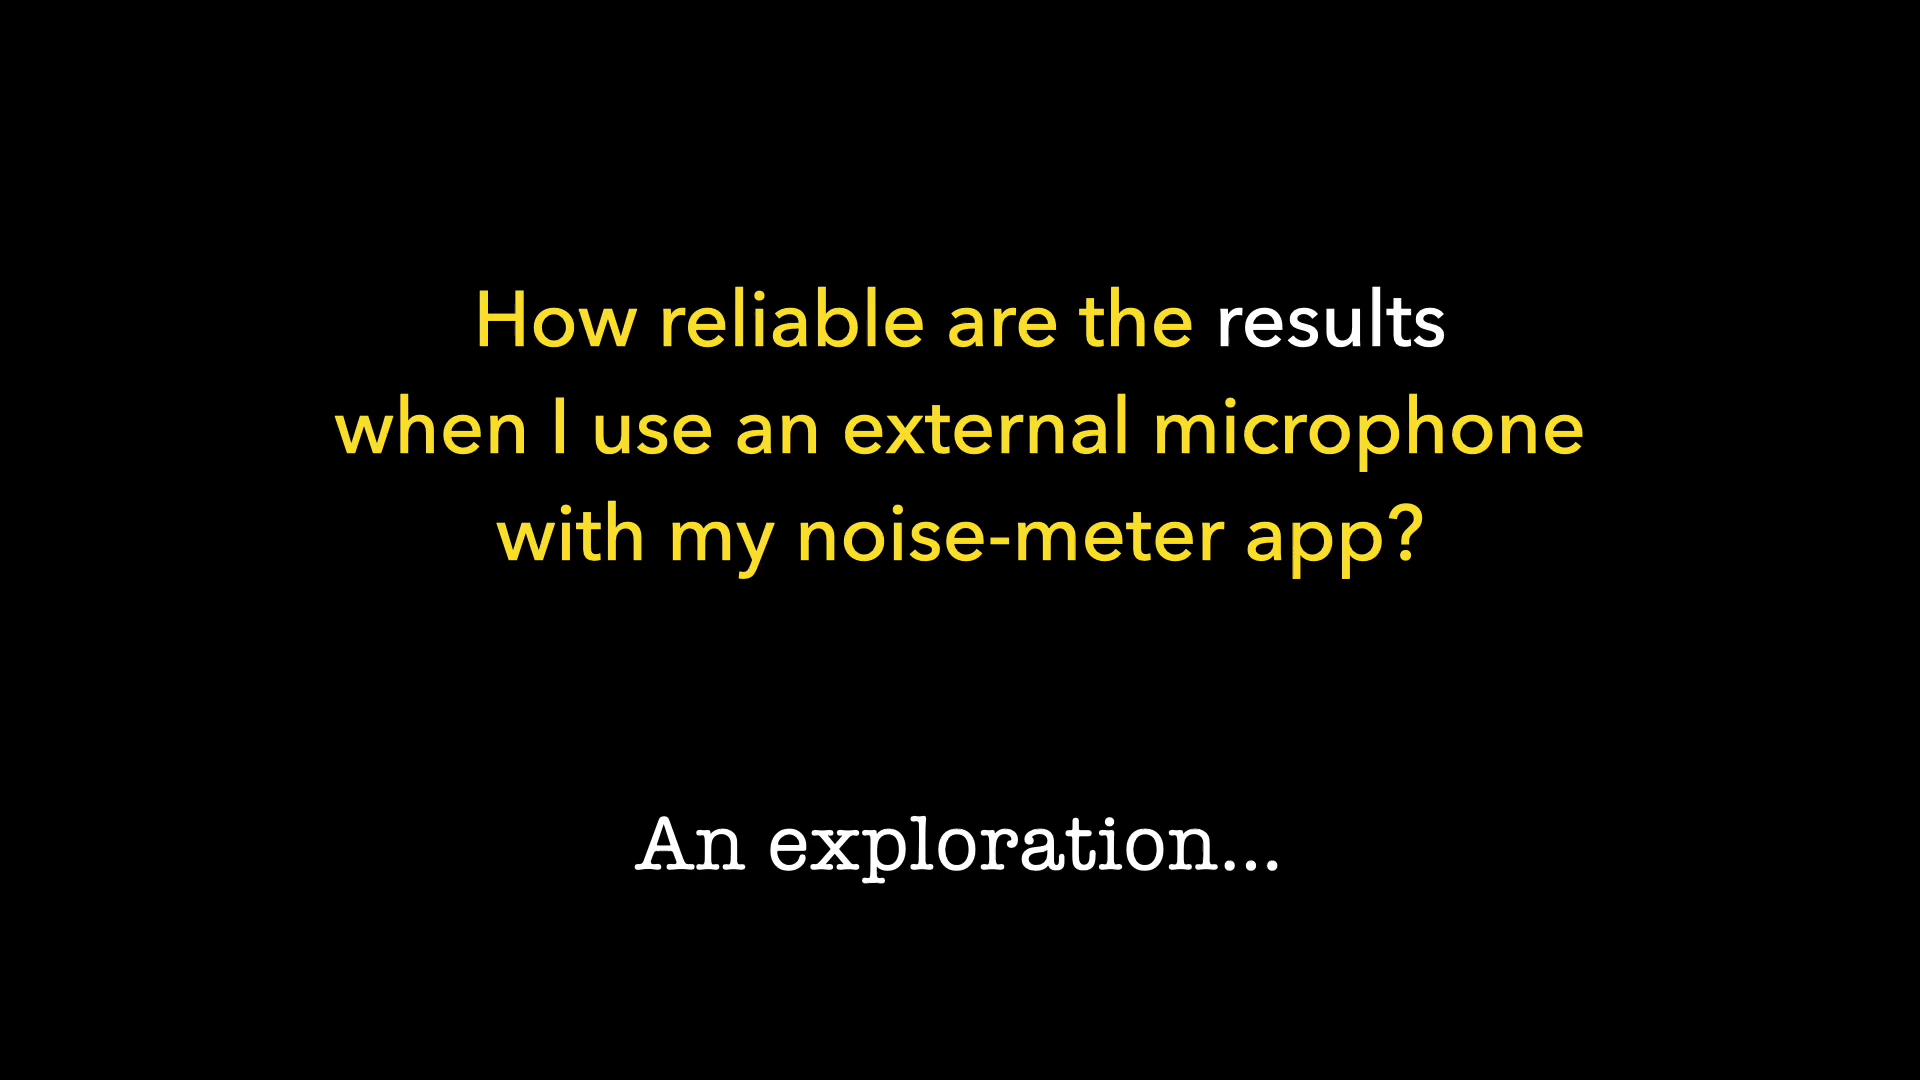 How reliable are the results
when I use an external microphone
with my noise-meter app?
An exploration...